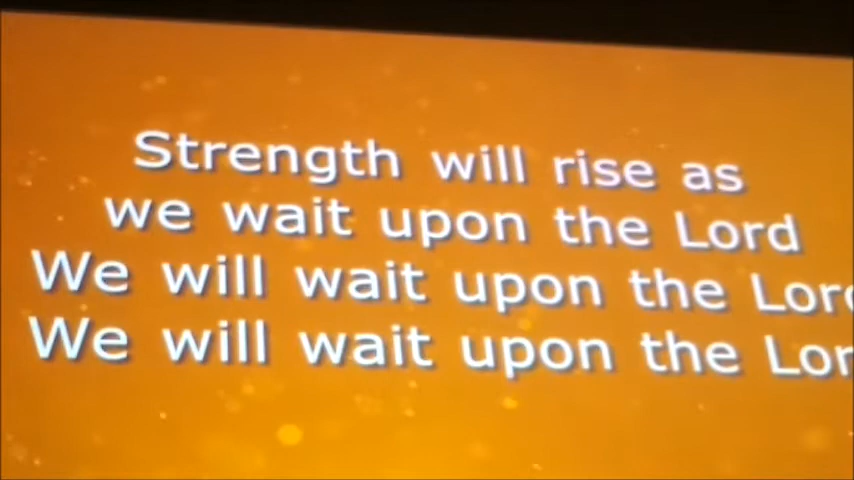 Strength will rise as
we wait upon the Lord
We will wait upon the Lord
We will wait upon the Lor